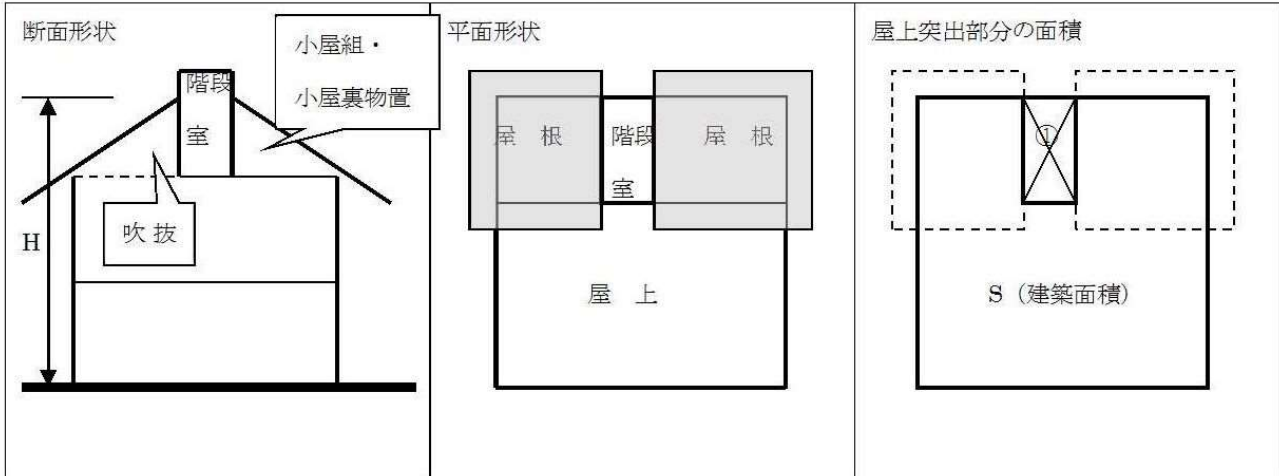 断面形状
小屋組・
小屋裏物置
階段
室
吹 抜
H
平面形状
屋 根
階段
室
屋 根
屋 上
屋上突出部分の面積
①
S（建築面積）